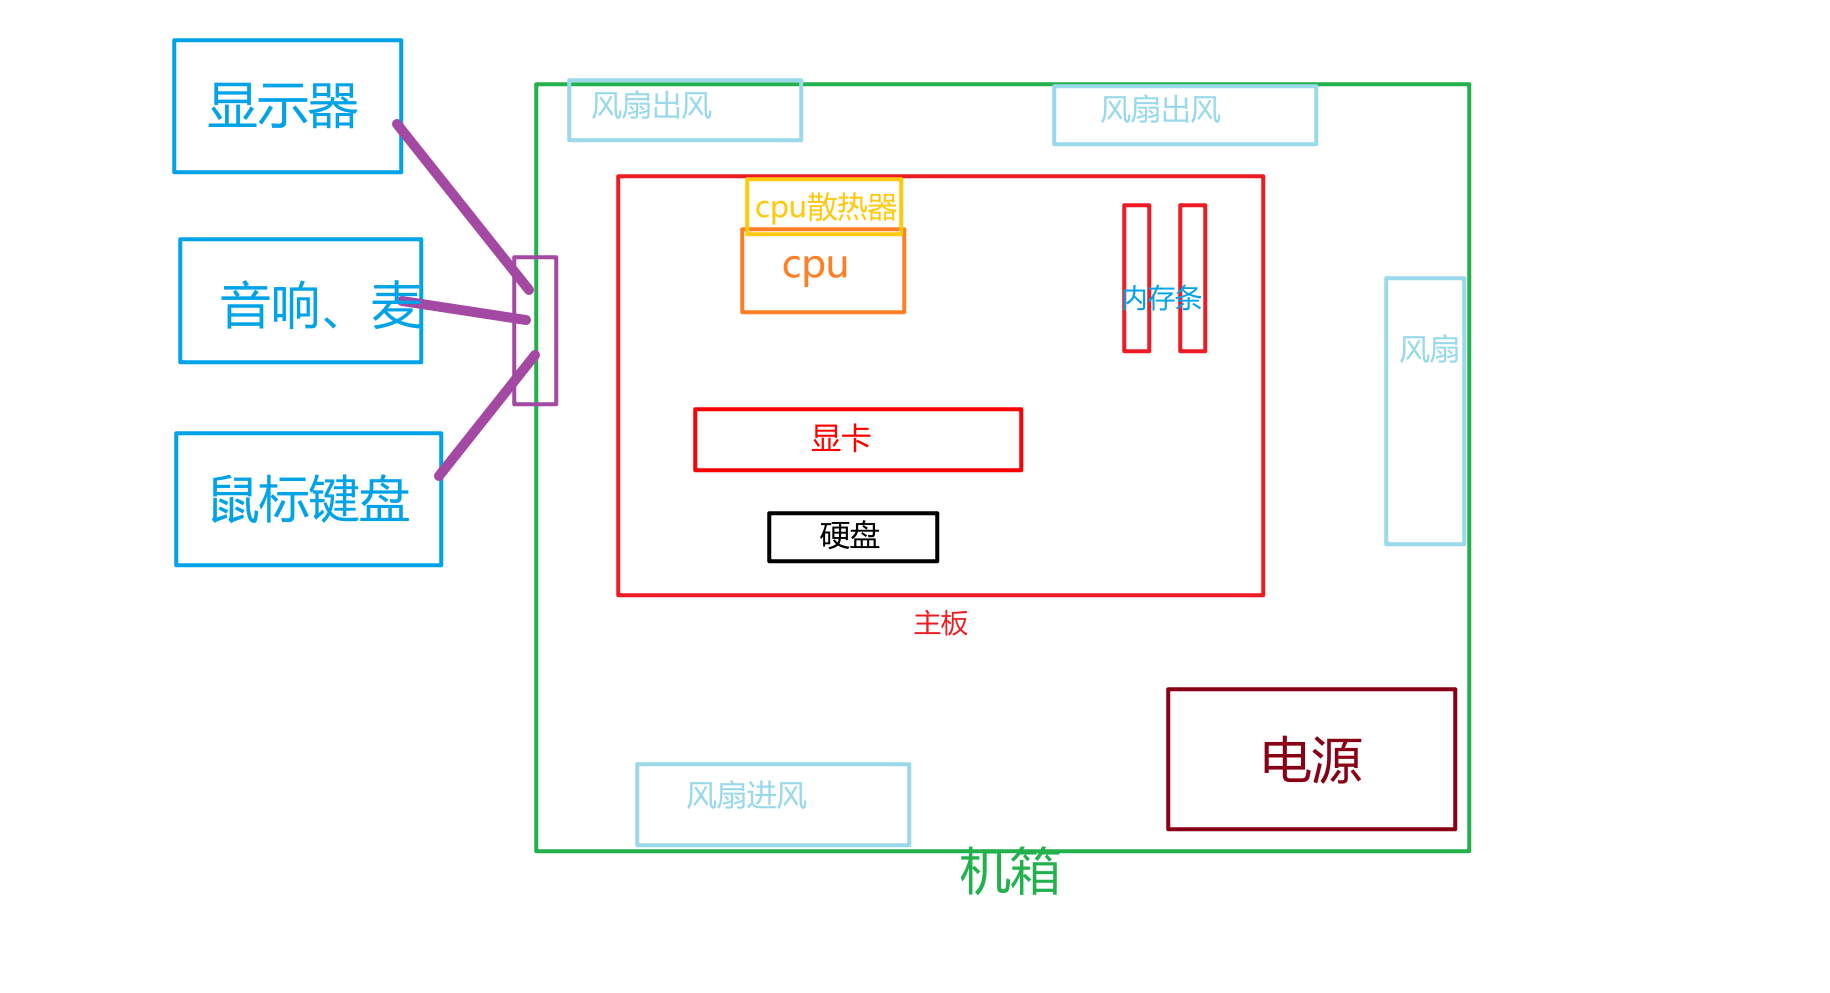 显示器
风扇出风
风扇出风
cpu散热器
cpu
内存条
音响、麦
风扇
显卡
鼠标键盘
硬盘
主板
电源
风扇进风
机箱